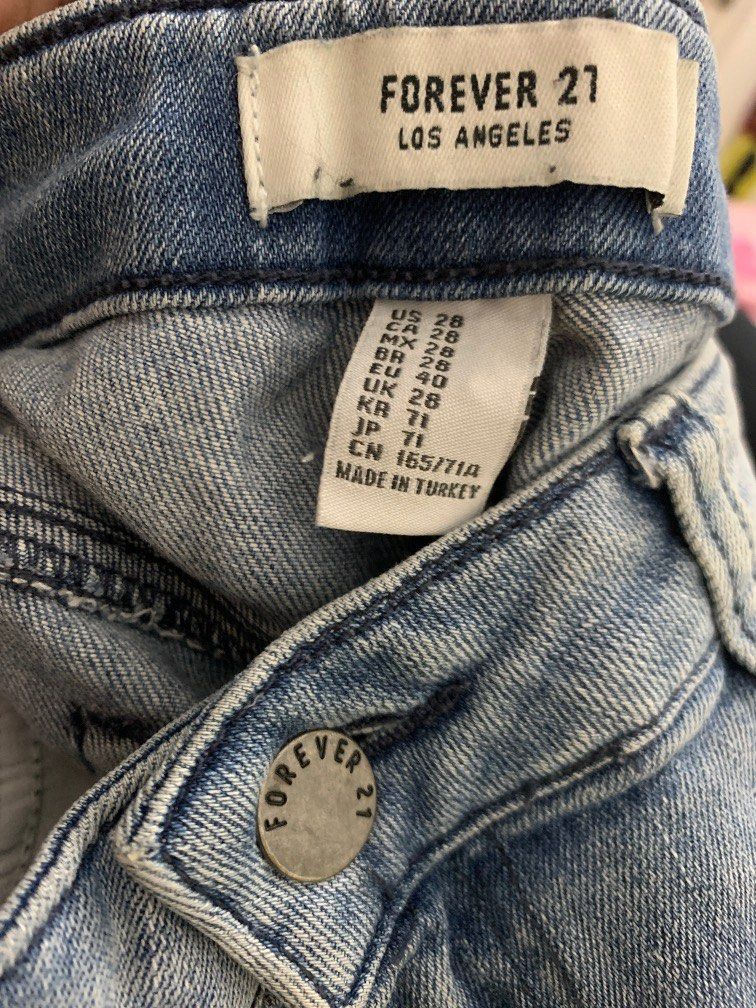 FOREVER 21
LOS ANGELES
US 28
CA 28
MX 28
BR 28
EU 40
UK 28
KR 71
JP 71
CN 165/71A
MADE IN TURKEY
FOREVER 21